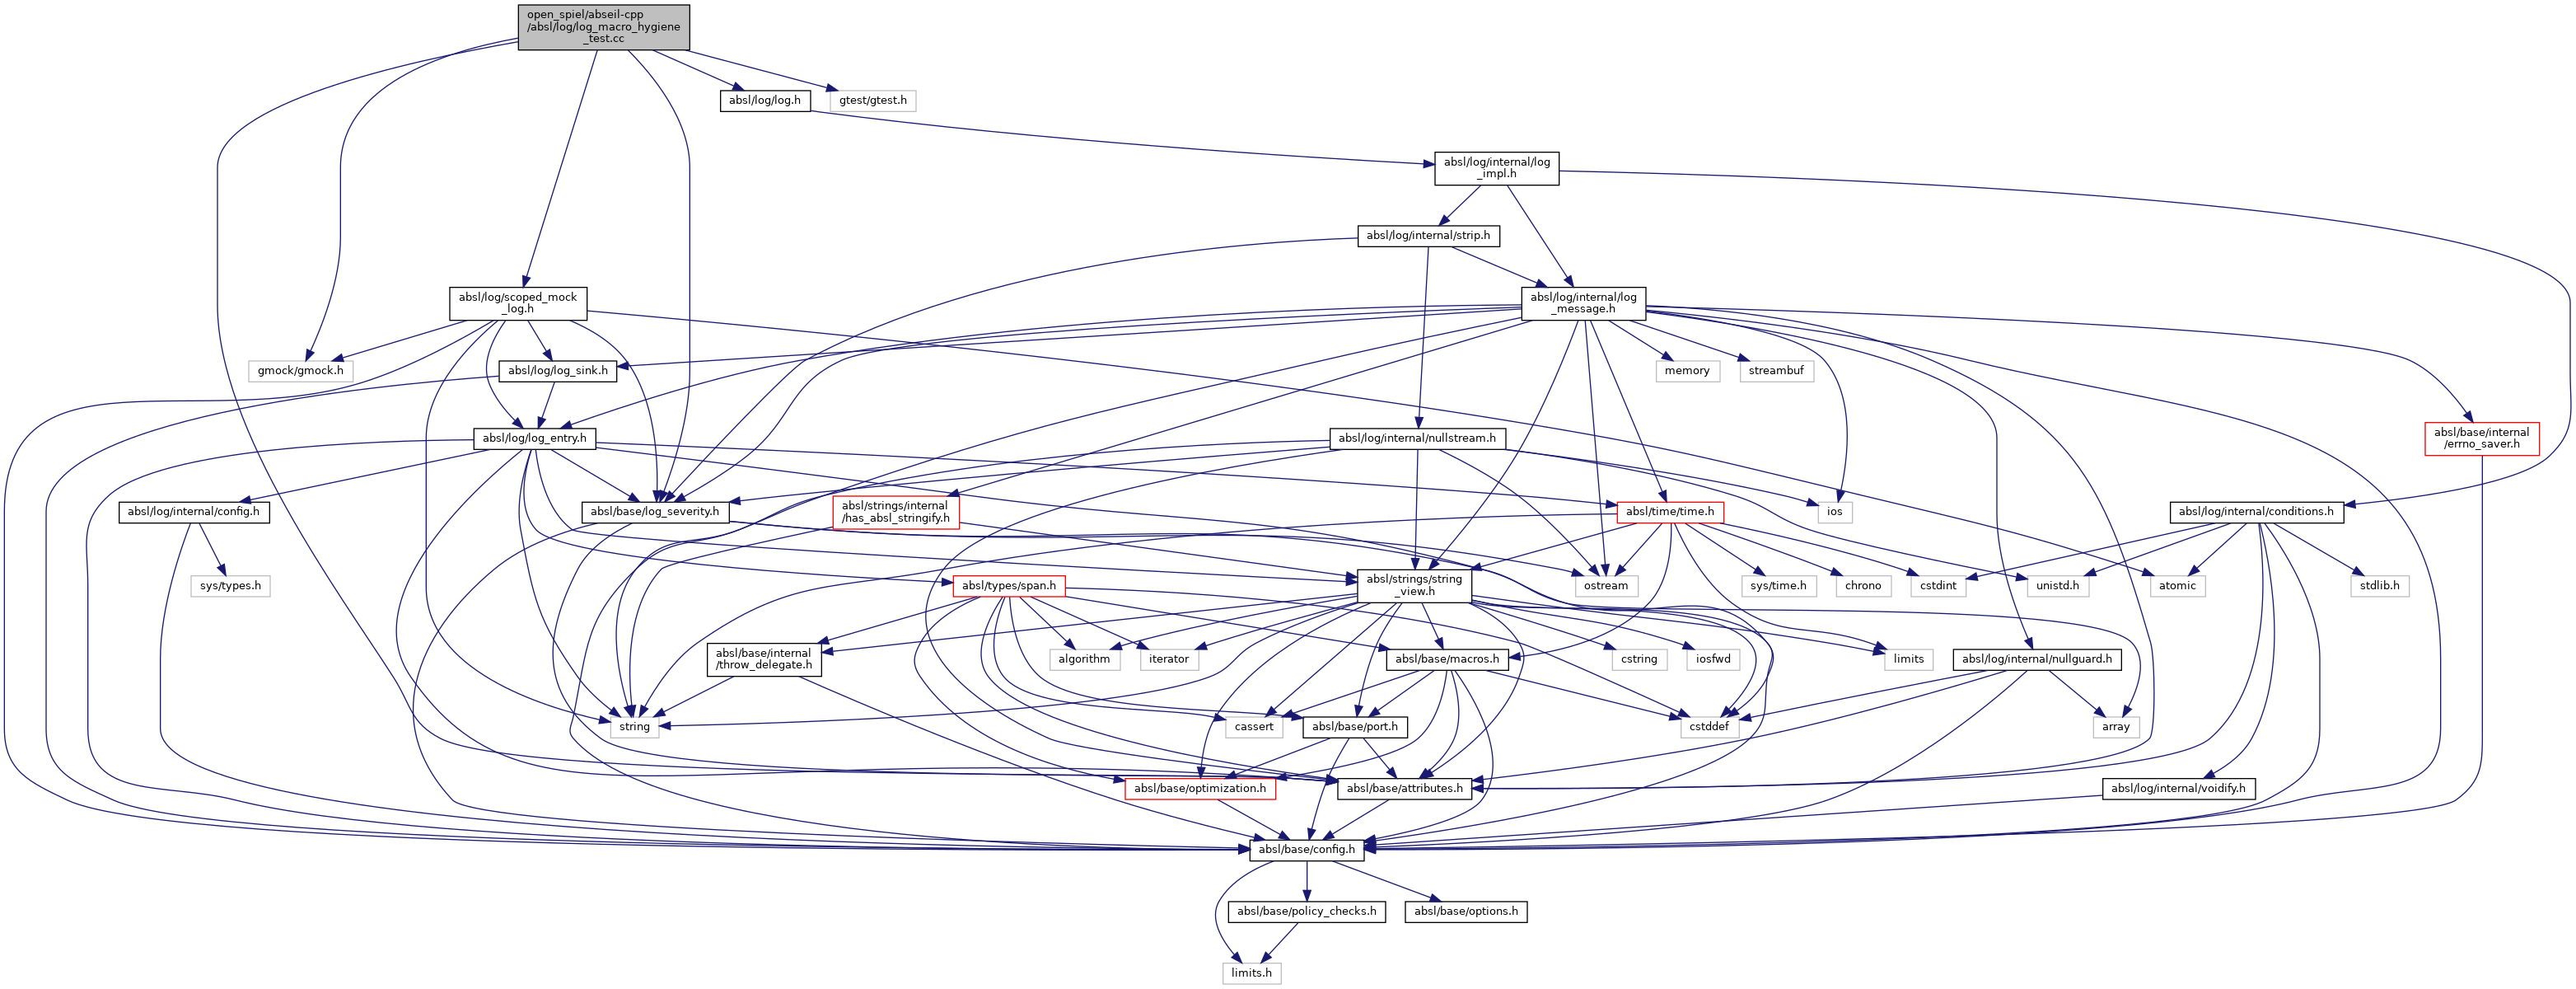 open_spiel/abseil-cpp
/absl/log/log_macro_hygiene
_test.cc
absl/log/log.h
gtest/gtest.h
absl/log/internal/log
_impl.h
absl/log/internal/strip.h
absl/log/scoped_mock
_log.h
absl/log/internal/log
_message.h
gmock/gmock.h
absl/log/log_sink.h
memory
streambuf
absl/log/log_entry.h
absl/log/internal/nullstream.h
absl/base/internal
/errno_saver.h
absl/log/internal/config.h
absl/base/log_severity.h
absl/strings/internal
/has_absl_stringify.h
absl/time/time.h
ios
absl/log/internal/conditions.h
sys/types.h
absl/types/span.h
absl/strings/string
_view.h
ostream
sys/time.h
chrono
cstdint
unistd.h
atomic
stdlib.h
absl/base/internal
/throw_delegate.h
algorithm
iterator
absl/base/macros.h
cstring
iosfwd
limits
absl/log/internal/nullguard.h
string
cassert
absl/base/port.h
cstddef
array
absl/base/optimization.h
absl/base/attributes.h
absl/log/internal/voidify.h
absl/base/config.h
absl/base/policy_checks.h
absl/base/options.h
limits.h